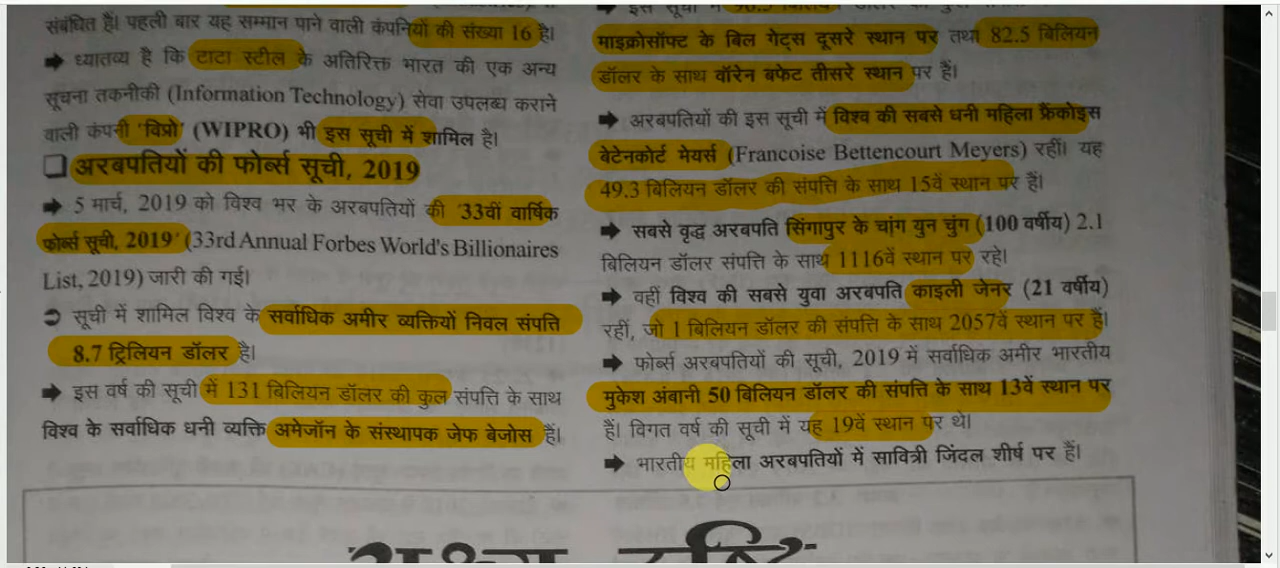 संबंधित हैं। पहली बार यह सम्मान पाने वाली कंपनियों की संख्या 16 है।
➡ ध्यातव्य है कि टाटा स्टील के अतिरिक्त भारत की एक अन्य
सूचना तकनीकी (Information Technology) सेवा उपलब्ध कराने
वाली कंपनी 'विप्रो' (WIPRO) भी इस सूची में शामिल है।
❑ अरबपतियों की फोर्ब्स सूची, 2019
➡ 5 मार्च, 2019 को विश्व भर के अरबपतियों की '33वीं वार्षिक
फोर्ब्स सूची, 2019' (33rd Annual Forbes World's Billionaires
List, 2019) जारी की गई।
➲ सूची में शामिल विश्व के सर्वाधिक अमीर व्यक्तियों निवल संपत्ति
8.7 ट्रिलियन डॉलर है।
➡ इस वर्ष की सूची में 131 बिलियन डॉलर की कुल संपत्ति के साथ
विश्व के सर्वाधिक धनी व्यक्ति अमेजॉन के संस्थापक जेफ बेजोस हैं।
माइक्रोसॉफ्ट के बिल गेट्स दूसरे स्थान पर तथा 82.5 बिलियन
डॉलर के साथ वॉरेन बफेट तीसरे स्थान पर हैं।
➡ अरबपतियों की इस सूची में विश्व की सबसे धनी महिला फ्रैंकोइस
बेटेनकोर्ट मेयर्स (Francoise Bettencourt Meyers) रहीं। यह
49.3 बिलियन डॉलर की संपत्ति के साथ 15वें स्थान पर हैं।
➡ सबसे वृद्ध अरबपति सिंगापुर के चांग युन चुंग (100 वर्षीय) 2.1
बिलियन डॉलर संपत्ति के साथ 1116वें स्थान पर रहे।
➡ वहीं विश्व की सबसे युवा अरबपति काइली जेनर (21 वर्षीय)
रहीं, जो 1 बिलियन डॉलर की संपत्ति के साथ 2057वें स्थान पर हैं।
➡ फोर्ब्स अरबपतियों की सूची, 2019 में सर्वाधिक अमीर भारतीय
मुकेश अंबानी 50 बिलियन डॉलर की संपत्ति के साथ 13वें स्थान पर
हैं। विगत वर्ष की सूची में यह 19वें स्थान पर थे।
➡ भारतीय महिला अरबपतियों में सावित्री जिंदल शीर्ष पर हैं।